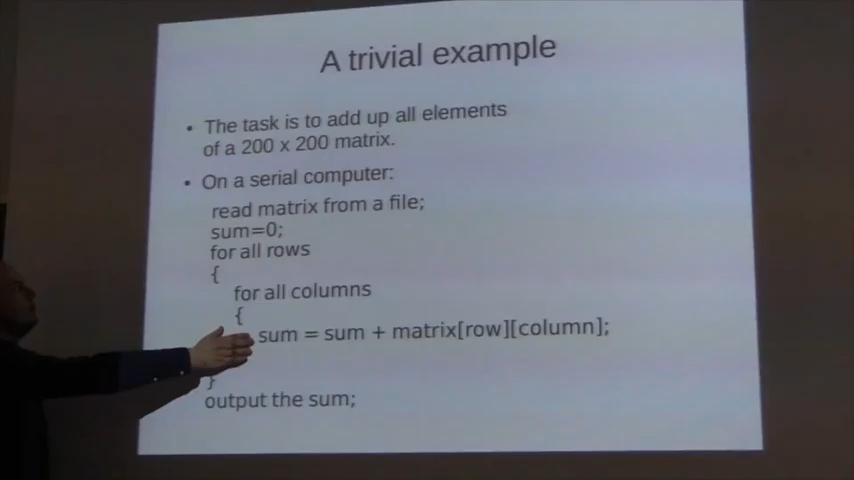 A trivial example
• The task is to add up all elements
of a 200 x 200 matrix.
• On a serial computer:
read matrix from a file;
sum=0;
for all rows
{
for all columns
{
sum = sum + matrix[row][column];
}
output the sum;